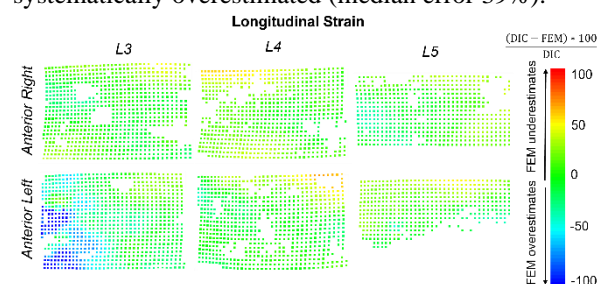 systematically overestimated (median error 39%).
Longitudinal Strain
L3
L4
L5
(DIC − FEM) * 100
DIC
Anterior Right
Anterior Left
FEM underestimates
FEM overestimates
100
50
0
-50
-100